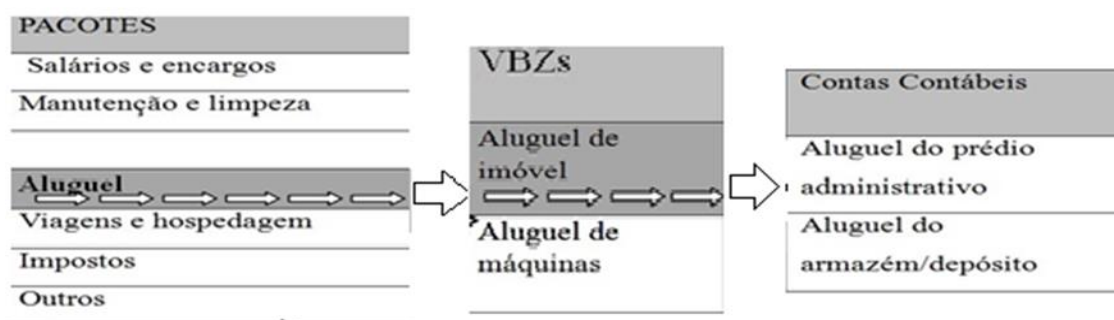 PACOTES
Salários e encargos
Manutenção e limpeza
Aluguel
Viagens e hospedagem
Impostos
Outros
VBZs
Aluguel de
imóvel
Aluguel de
máquinas
Contas Contábeis
Aluguel do prédio
administrativo
Aluguel do
armazém/depósito